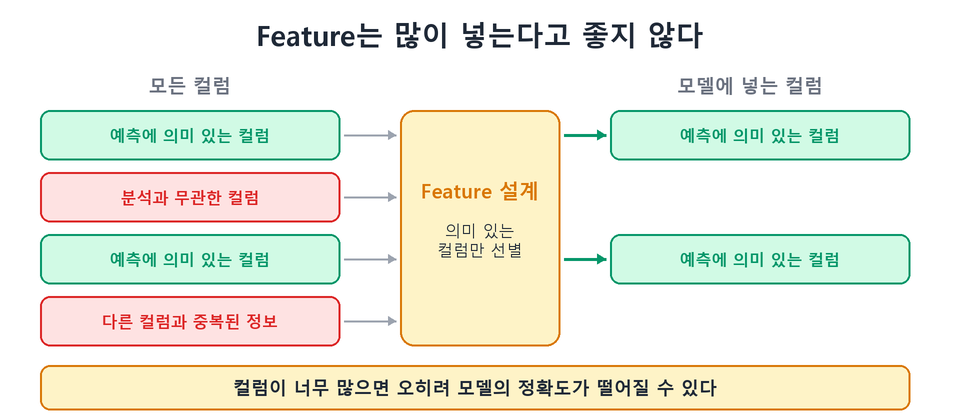 Feature는 많이 넣는다고 좋지 않다
모든 컬럼
모델에 넣는 컬럼
예측에 의미 있는 컬럼
분석과 무관한 컬럼
예측에 의미 있는 컬럼
다른 컬럼과 중복된 정보
Feature 설계
의미 있는
컬럼만 선별
예측에 의미 있는 컬럼
예측에 의미 있는 컬럼
컬럼이 너무 많으면 오히려 모델의 정확도가 떨어질 수 있다